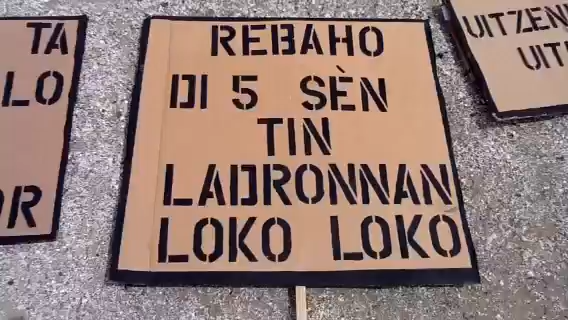 TA
LO
OR
REBAHO
DI 5 SÈN
TIN
LADRONNAN
LOKO LOKO
UITZEN
UIT